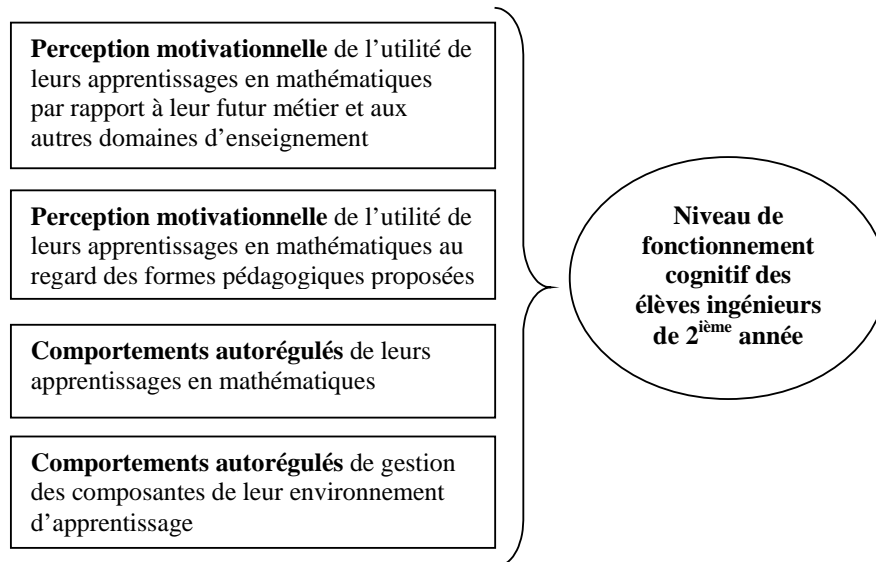 Perception motivationnelle de l’utilité de
leurs apprentissages en mathématiques
par rapport à leur futur métier et aux
autres domaines d’enseignement
Perception motivationnelle de l’utilité de
leurs apprentissages en mathématiques au
regard des formes pédagogiques proposées
Comportements autorégulés de leurs
apprentissages en mathématiques
Comportements autorégulés de gestion
des composantes de leur environnement
d’apprentissage
Niveau de
fonctionnement
cognitif des
élèves ingénieurs
de 2ième année